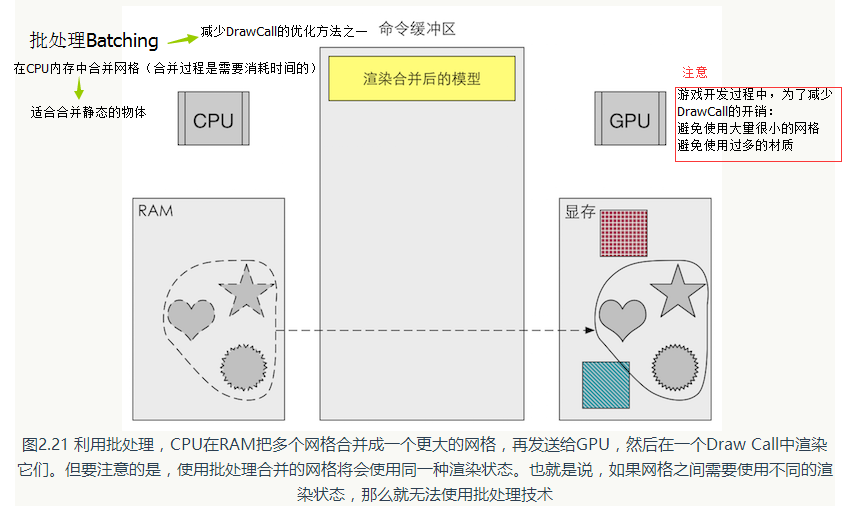 批处理Batching
减少DrawCall的优化方法之一
命令缓冲区
在CPU内存中合并网格（合并过程是需要消耗时间的）
适合合并静态的物体
渲染合并后的模型
注意
游戏开发过程中，为了减少
DrawCall的开销：
避免使用大量很小的网格
避免使用过多的材质
CPU
GPU
RAM
显存
图2.21 利用批处理，CPU在RAM把多个网格合并成一个更大的网格，再发送给GPU，然后在一个Draw Call中渲染
它们。但要注意的是，使用批处理合并的网格将会使用同一种渲染状态。也就是说，如果网格之间需要使用不同的渲
染状态，那么就无法使用批处理技术